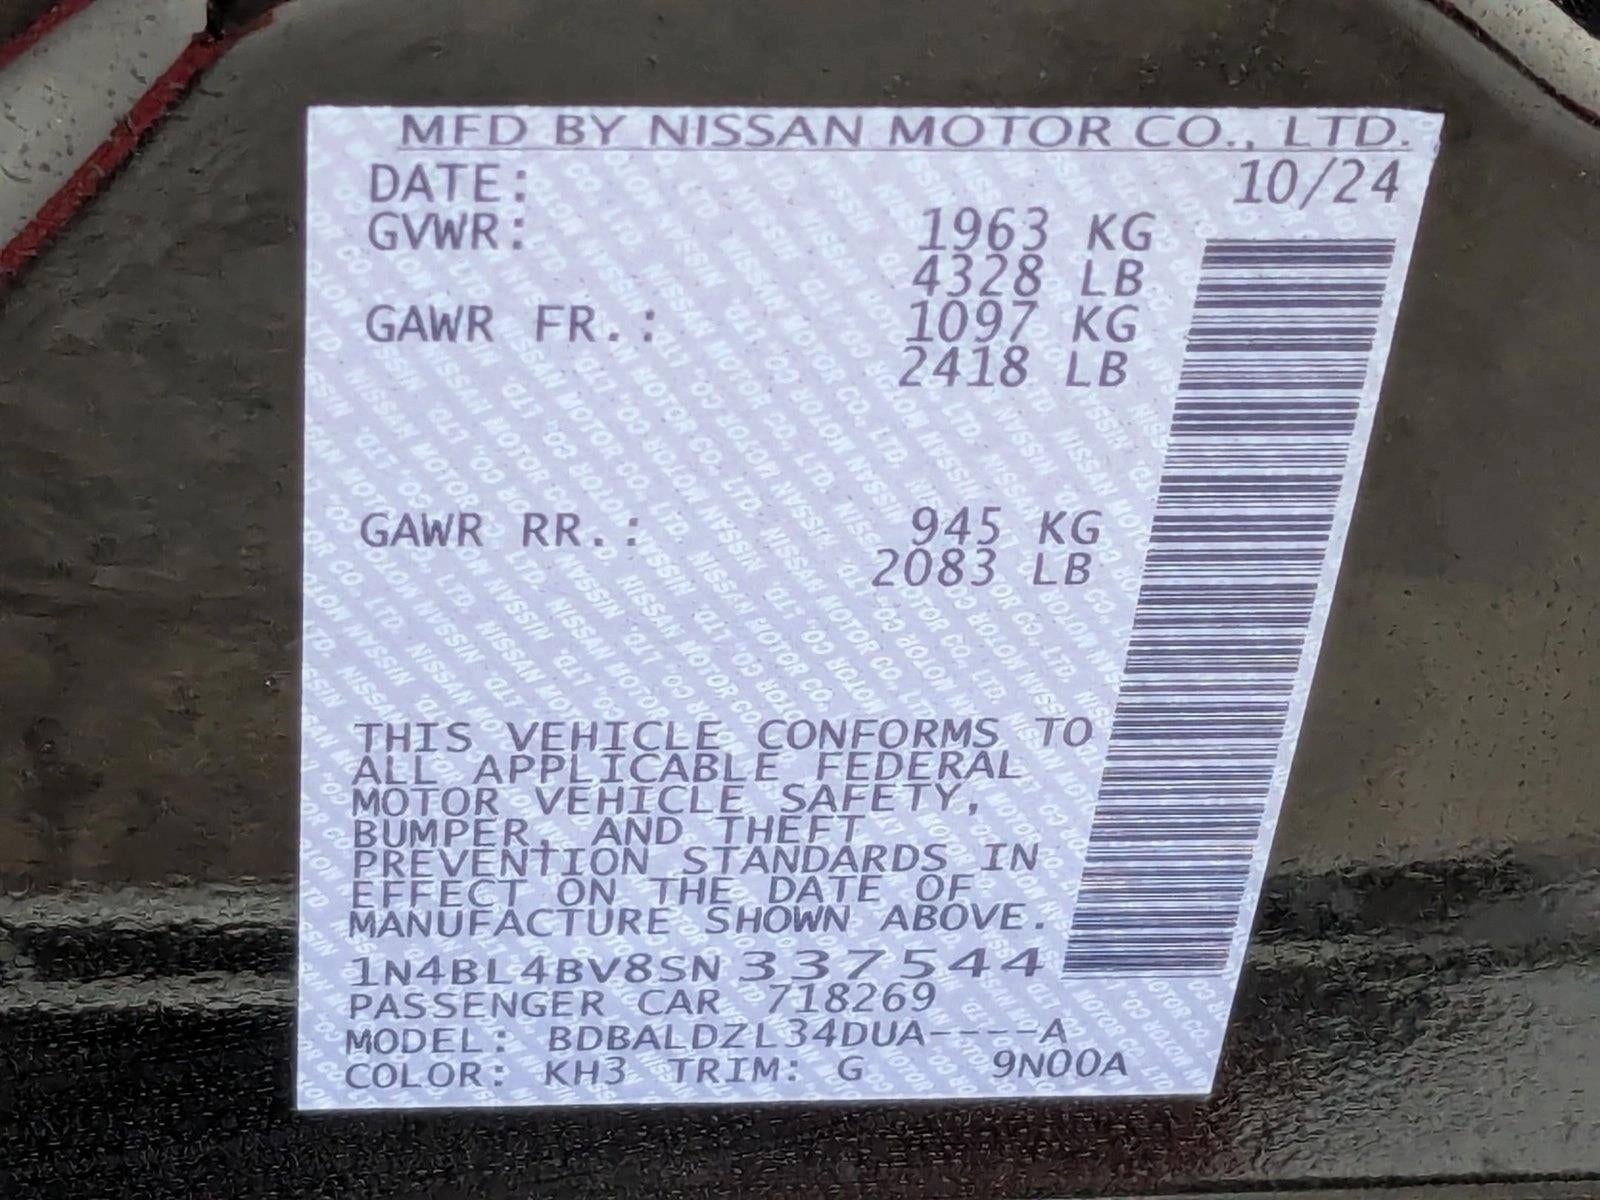 MFD BY NISSAN MOTOR CO., LTD.
DATE: 10/24
GVWR: 1963 KG
4328 LB
GAWR FR.: 1097 KG
2418 LB
GAWR RR.: 945 KG
2083 LB
THIS VEHICLE CONFORMS TO
ALL APPLICABLE FEDERAL
MOTOR VEHICLE SAFETY,
BUMPER, AND THEFT
PREVENTION STANDARDS IN
EFFECT ON THE DATE OF
MANUFACTURE SHOWN ABOVE.
1N4BL4BV8SN337544
PASSENGER CAR 718269
MODEL: BDBALDZL34DUA----A
COLOR: KH3 TRIM: G 9N00A